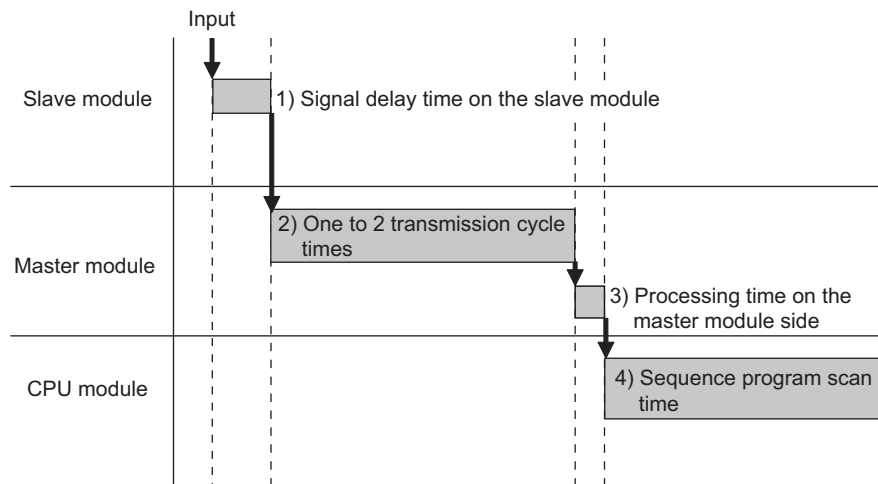 Input
Slave module
1) Signal delay time on the slave module
2) One to 2 transmission cycle
times
Master module
3) Processing time on the
master module side
CPU module
4) Sequence program scan
time